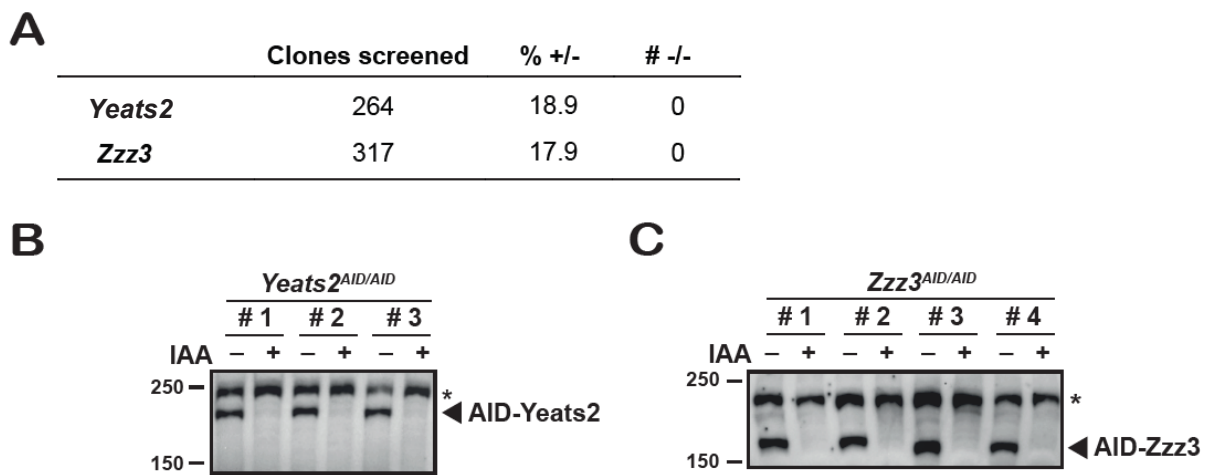 A
Clones screened % +/- # -/-
Yeats2 264 18.9 0
Zzz3 317 17.9 0
B
Yeats2AID/AID
# 1 # 2 # 3
IAA – + – + – +
250
*
AID-Yeats2
150
C
Zzz3AID/AID
# 1 # 2 # 3 # 4
IAA – + – + – + – +
250
*
AID-Zzz3
150